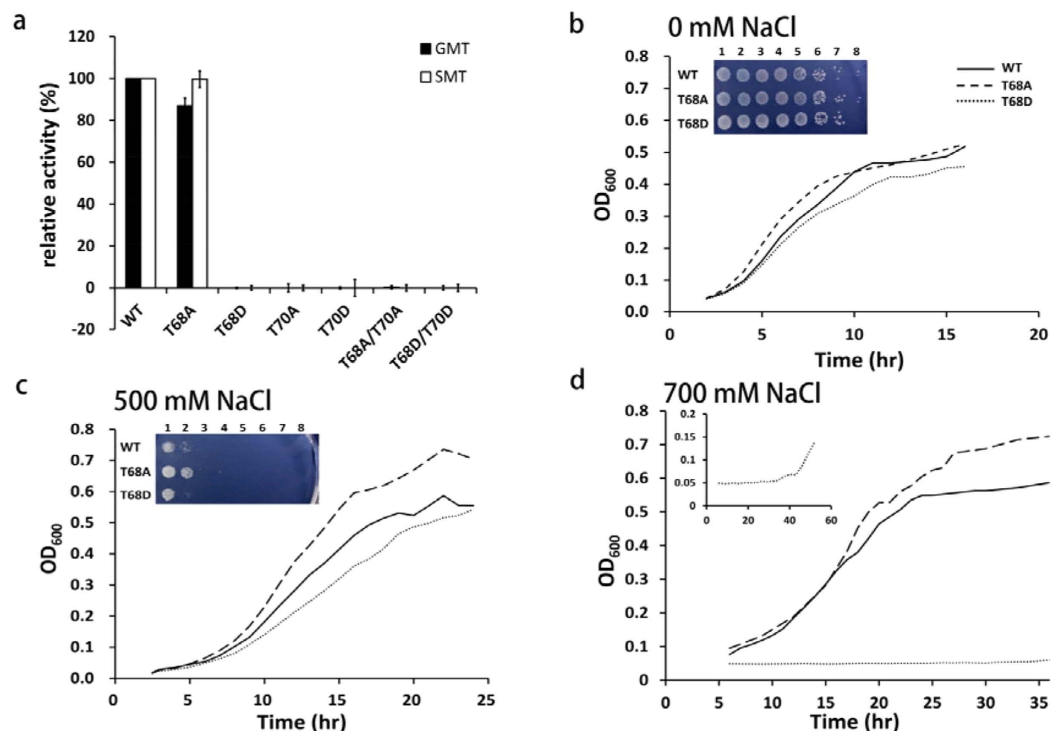 a
120
100
80
60
40
20
0
-20
relative activity (%)
GMT
SMT
WT
T68A
T68D
T70A
T70D
T68A/T70A
T68D/T70D
b
0 mM NaCl
0.8
0.7
0.6
0.5
0.4
0.3
0.2
0.1
0.0
OD600
1 2 3 4 5 6 7 8
WT
T68A
T68D
WT
T68A
T68D
0 5 10 15 20
Time (hr)
c
500 mM NaCl
0.8
0.7
0.6
0.5
0.4
0.3
0.2
0.1
0.0
OD600
1 2 3 4 5 6 7 8
WT
T68A
T68D
0 5 10 15 20 25
Time (hr)
d
700 mM NaCl
0.8
0.7
0.6
0.5
0.4
0.3
0.2
0.1
0
OD600
0.2
0.15
0.1
0.05
0
0 20 40 60
0 5 10 15 20 25 30 35
Time (hr)